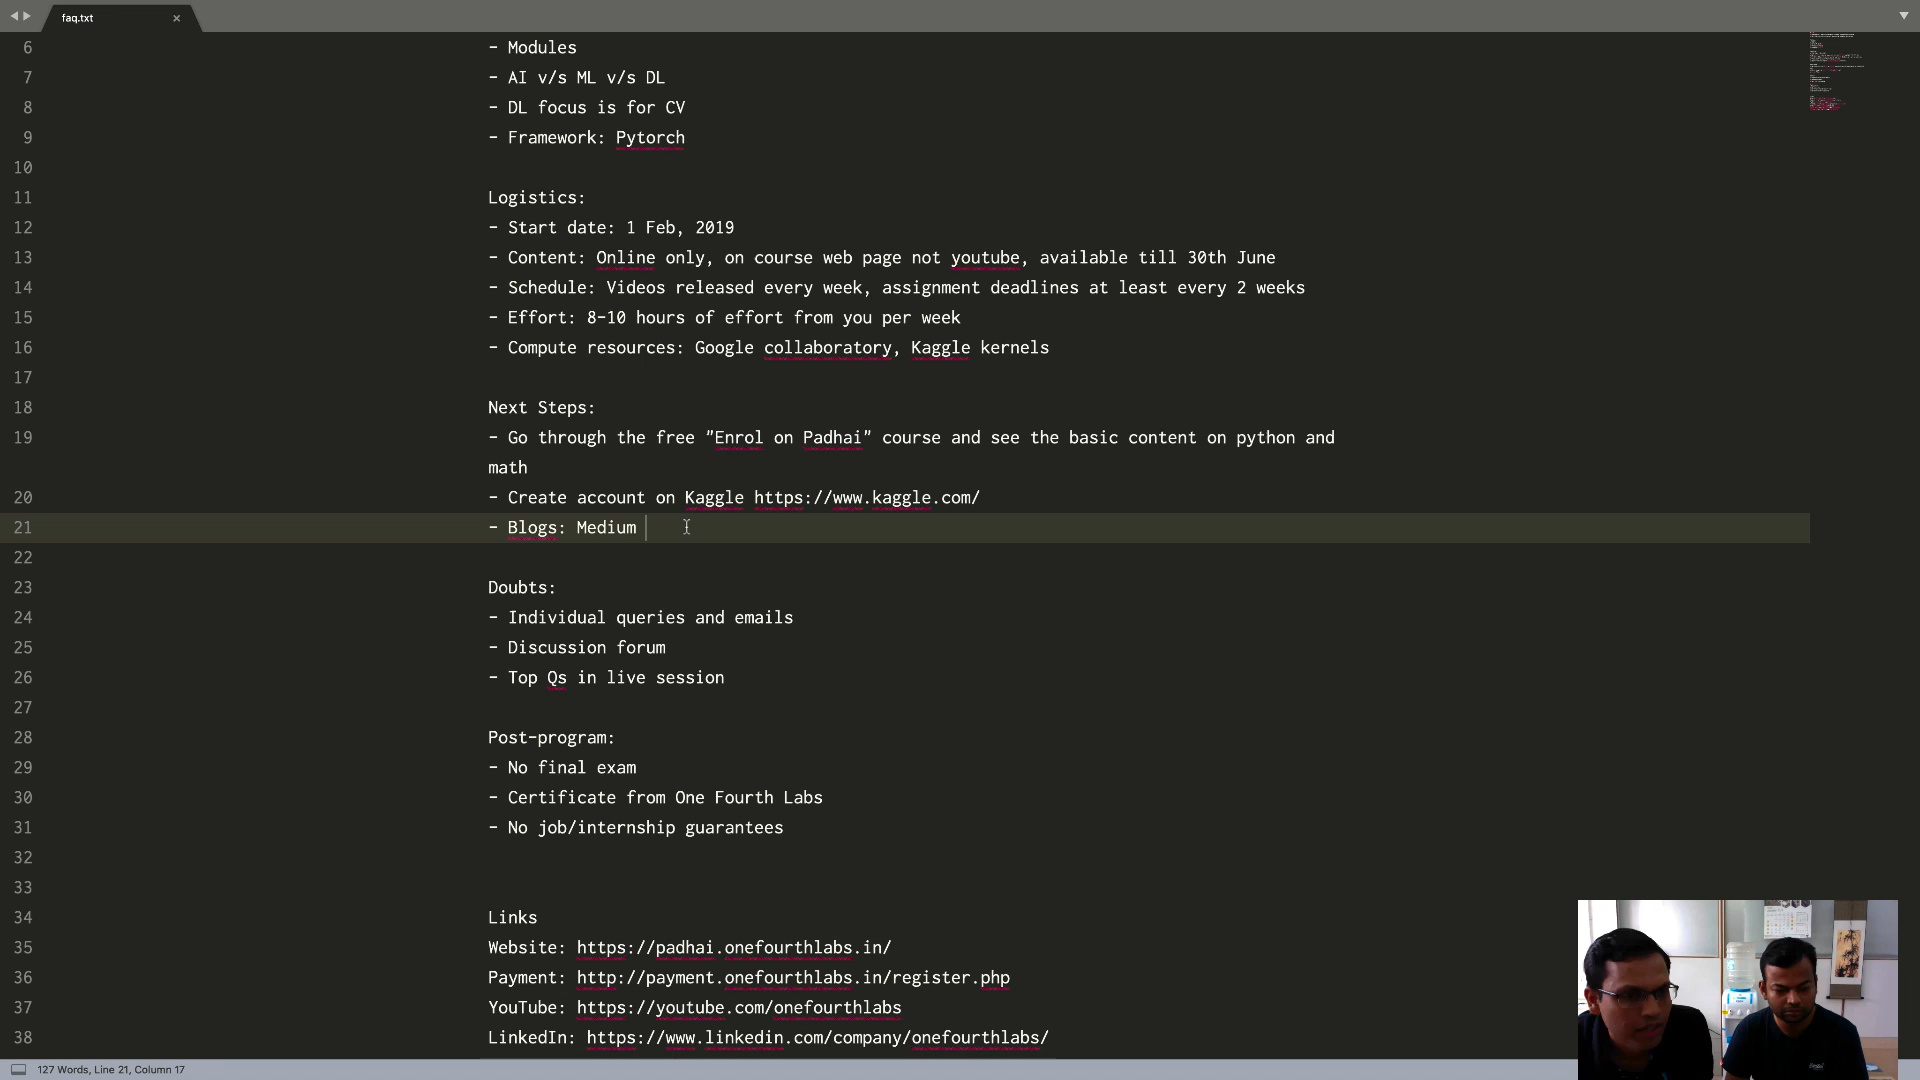 faq.txt
6 - Modules
7 - AI v/s ML v/s DL
8 - DL focus is for CV
9 - Framework: Pytorch
10
11 Logistics:
12 - Start date: 1 Feb, 2019
13 - Content: Online only, on course web page not youtube, available till 30th June
14 - Schedule: Videos released every week, assignment deadlines at least every 2 weeks
15 - Effort: 8-10 hours of effort from you per week
16 - Compute resources: Google collaboratory, Kaggle kernels
17
18 Next Steps:
19 - Go through the free "Enrol on Padhai" course and see the basic content on python and
math
20 - Create account on Kaggle https://www.kaggle.com/
21 - Blogs: Medium
22
23 Doubts:
24 - Individual queries and emails
25 - Discussion forum
26 - Top Qs in live session
27
28 Post-program:
29 - No final exam
30 - Certificate from One Fourth Labs
31 - No job/internship guarantees
32
33
34 Links
35 Website: https://padhai.onefourthlabs.in/
36 Payment: http://payment.onefourthlabs.in/register.php
37 YouTube: https://youtube.com/onefourthlabs
38 LinkedIn: https://www.linkedin.com/company/onefourthlabs/
127 Words, Line 21, Column 17